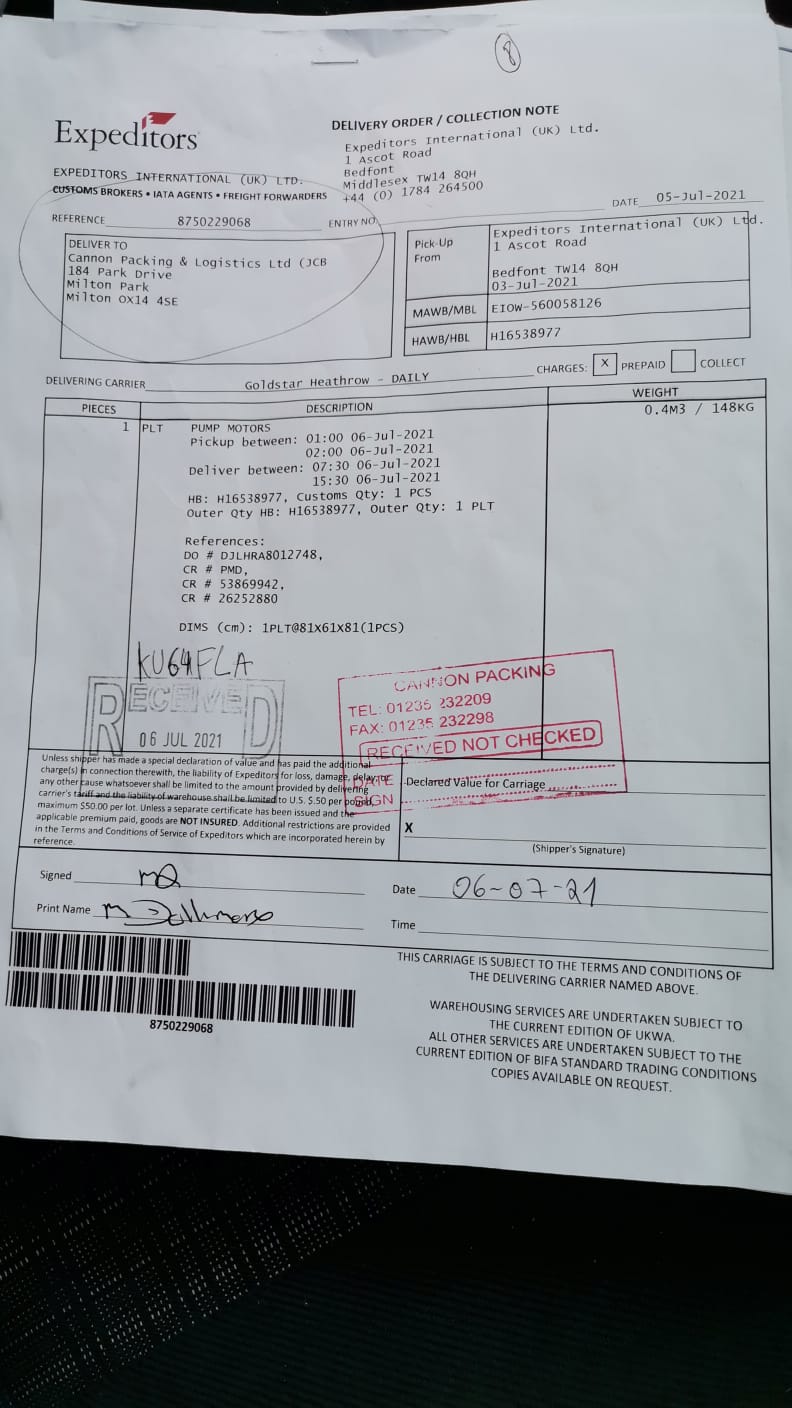 8
Expeditors
DELIVERY ORDER / COLLECTION NOTE
Expeditors International (UK) Ltd.
1 Ascot Road
Bedfont
Middlesex TW14 8QH
+44 (0) 1784 264500
EXPEDITORS INTERNATIONAL (UK) LTD.
CUSTOMS BROKERS • IATA AGENTS • FREIGHT FORWARDERS
DATE 05-Jul-2021
REFERENCE 8750229068 ENTRY NO.
DELIVER TO
Cannon Packing & Logistics Ltd (JCB
184 Park Drive
Milton Park
Milton OX14 4SE
Pick-Up From
Expeditors International (UK) Ltd.
1 Ascot Road
Bedfont TW14 8QH
03-Jul-2021
MAWB/MBL EIOW-560058126
HAWB/HBL H16538977
DELIVERING CARRIER Goldstar Heathrow - DAILY CHARGES: X PREPAID COLLECT
PIECES DESCRIPTION WEIGHT
1 PLT PUMP MOTORS 0.4M3 / 148KG
Pickup between: 01:00 06-Jul-2021
02:00 06-Jul-2021
Deliver between: 07:30 06-Jul-2021
15:30 06-Jul-2021
HB: H16538977, Customs Qty: 1 PCS
Outer Qty HB: H16538977, Outer Qty: 1 PLT
References:
DO # DJLHRA8012748,
CR # PMD,
CR # 53869942,
CR # 26252880
DIMS (cm): 1PLT@81X61X81(1PCS)
KU64FLA
RECEIVED
06 JUL 2021
CANNON PACKING
TEL: 01235 232209
FAX: 01235 232298
RECEIVED NOT CHECKED
DATE
SIGN
Unless shipper has made a special declaration of value and has paid the additional
charge(s) in connection therewith, the liability of Expeditors for loss, damage, delay or
any other cause whatsoever shall be limited to the amount provided by delivering
carrier's tariff and the liability of warehouse shall be limited to U.S. $.50 per pound,
maximum $50.00 per lot. Unless a separate certificate has been issued and the
applicable premium paid, goods are NOT INSURED. Additional restrictions are provided
in the Terms and Conditions of Service of Expeditors which are incorporated herein by
reference.
Declared Value for Carriage
X
(Shipper's Signature)
Signed
Print Name
Date 06-07-21
Time
8750229068
THIS CARRIAGE IS SUBJECT TO THE TERMS AND CONDITIONS OF
THE DELIVERING CARRIER NAMED ABOVE.
WAREHOUSING SERVICES ARE UNDERTAKEN SUBJECT TO
THE CURRENT EDITION OF UKWA.
ALL OTHER SERVICES ARE UNDERTAKEN SUBJECT TO THE
CURRENT EDITION OF BIFA STANDARD TRADING CONDITIONS
COPIES AVAILABLE ON REQUEST.